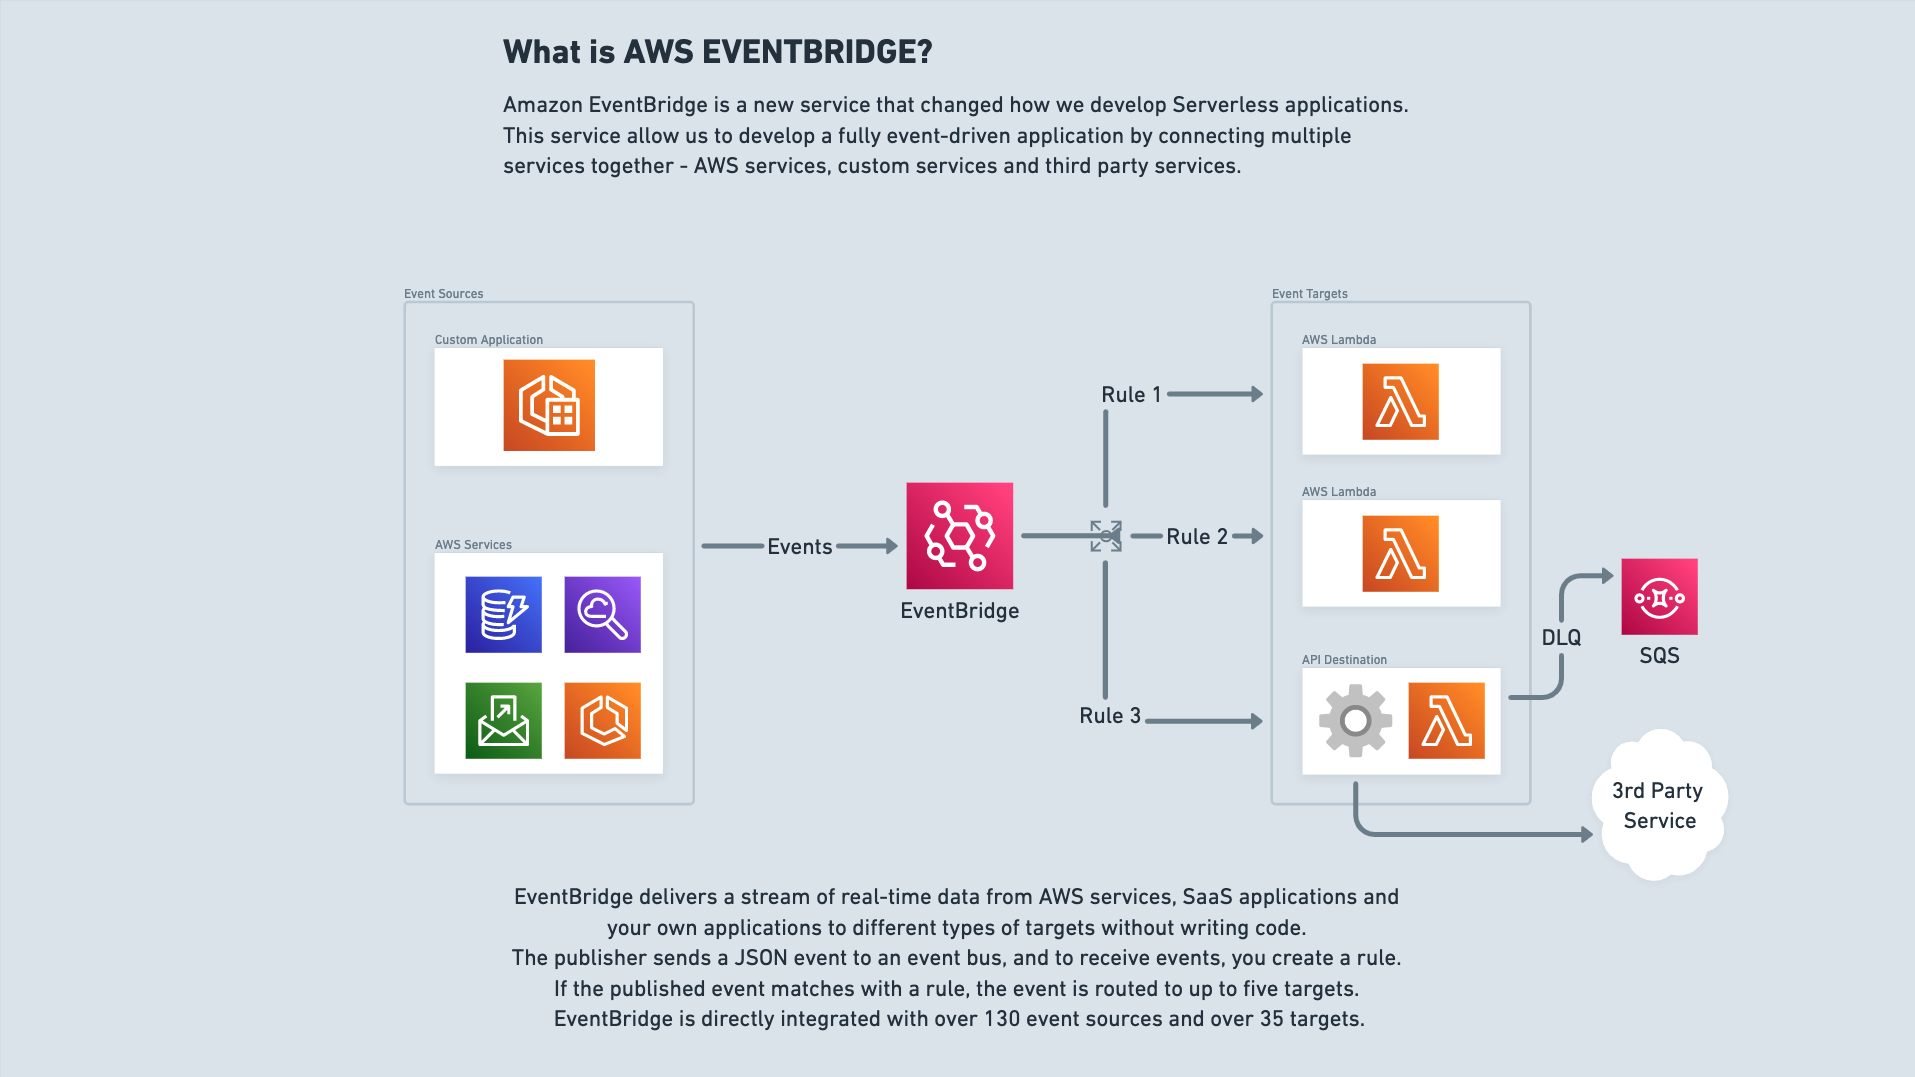 What is AWS EVENTBRIDGE?
Amazon EventBridge is a new service that changed how we develop Serverless applications.
This service allow us to develop a fully event-driven application by connecting multiple
services together - AWS services, custom services and third party services.
Event Sources
Custom Application
AWS Services
Events
EventBridge
Rule 1
Rule 2
Rule 3
Event Targets
AWS Lambda
AWS Lambda
API Destination
DLQ
SQS
3rd Party
Service
EventBridge delivers a stream of real-time data from AWS services, SaaS applications and
your own applications to different types of targets without writing code.
The publisher sends a JSON event to an event bus, and to receive events, you create a rule.
If the published event matches with a rule, the event is routed to up to five targets.
EventBridge is directly integrated with over 130 event sources and over 35 targets.